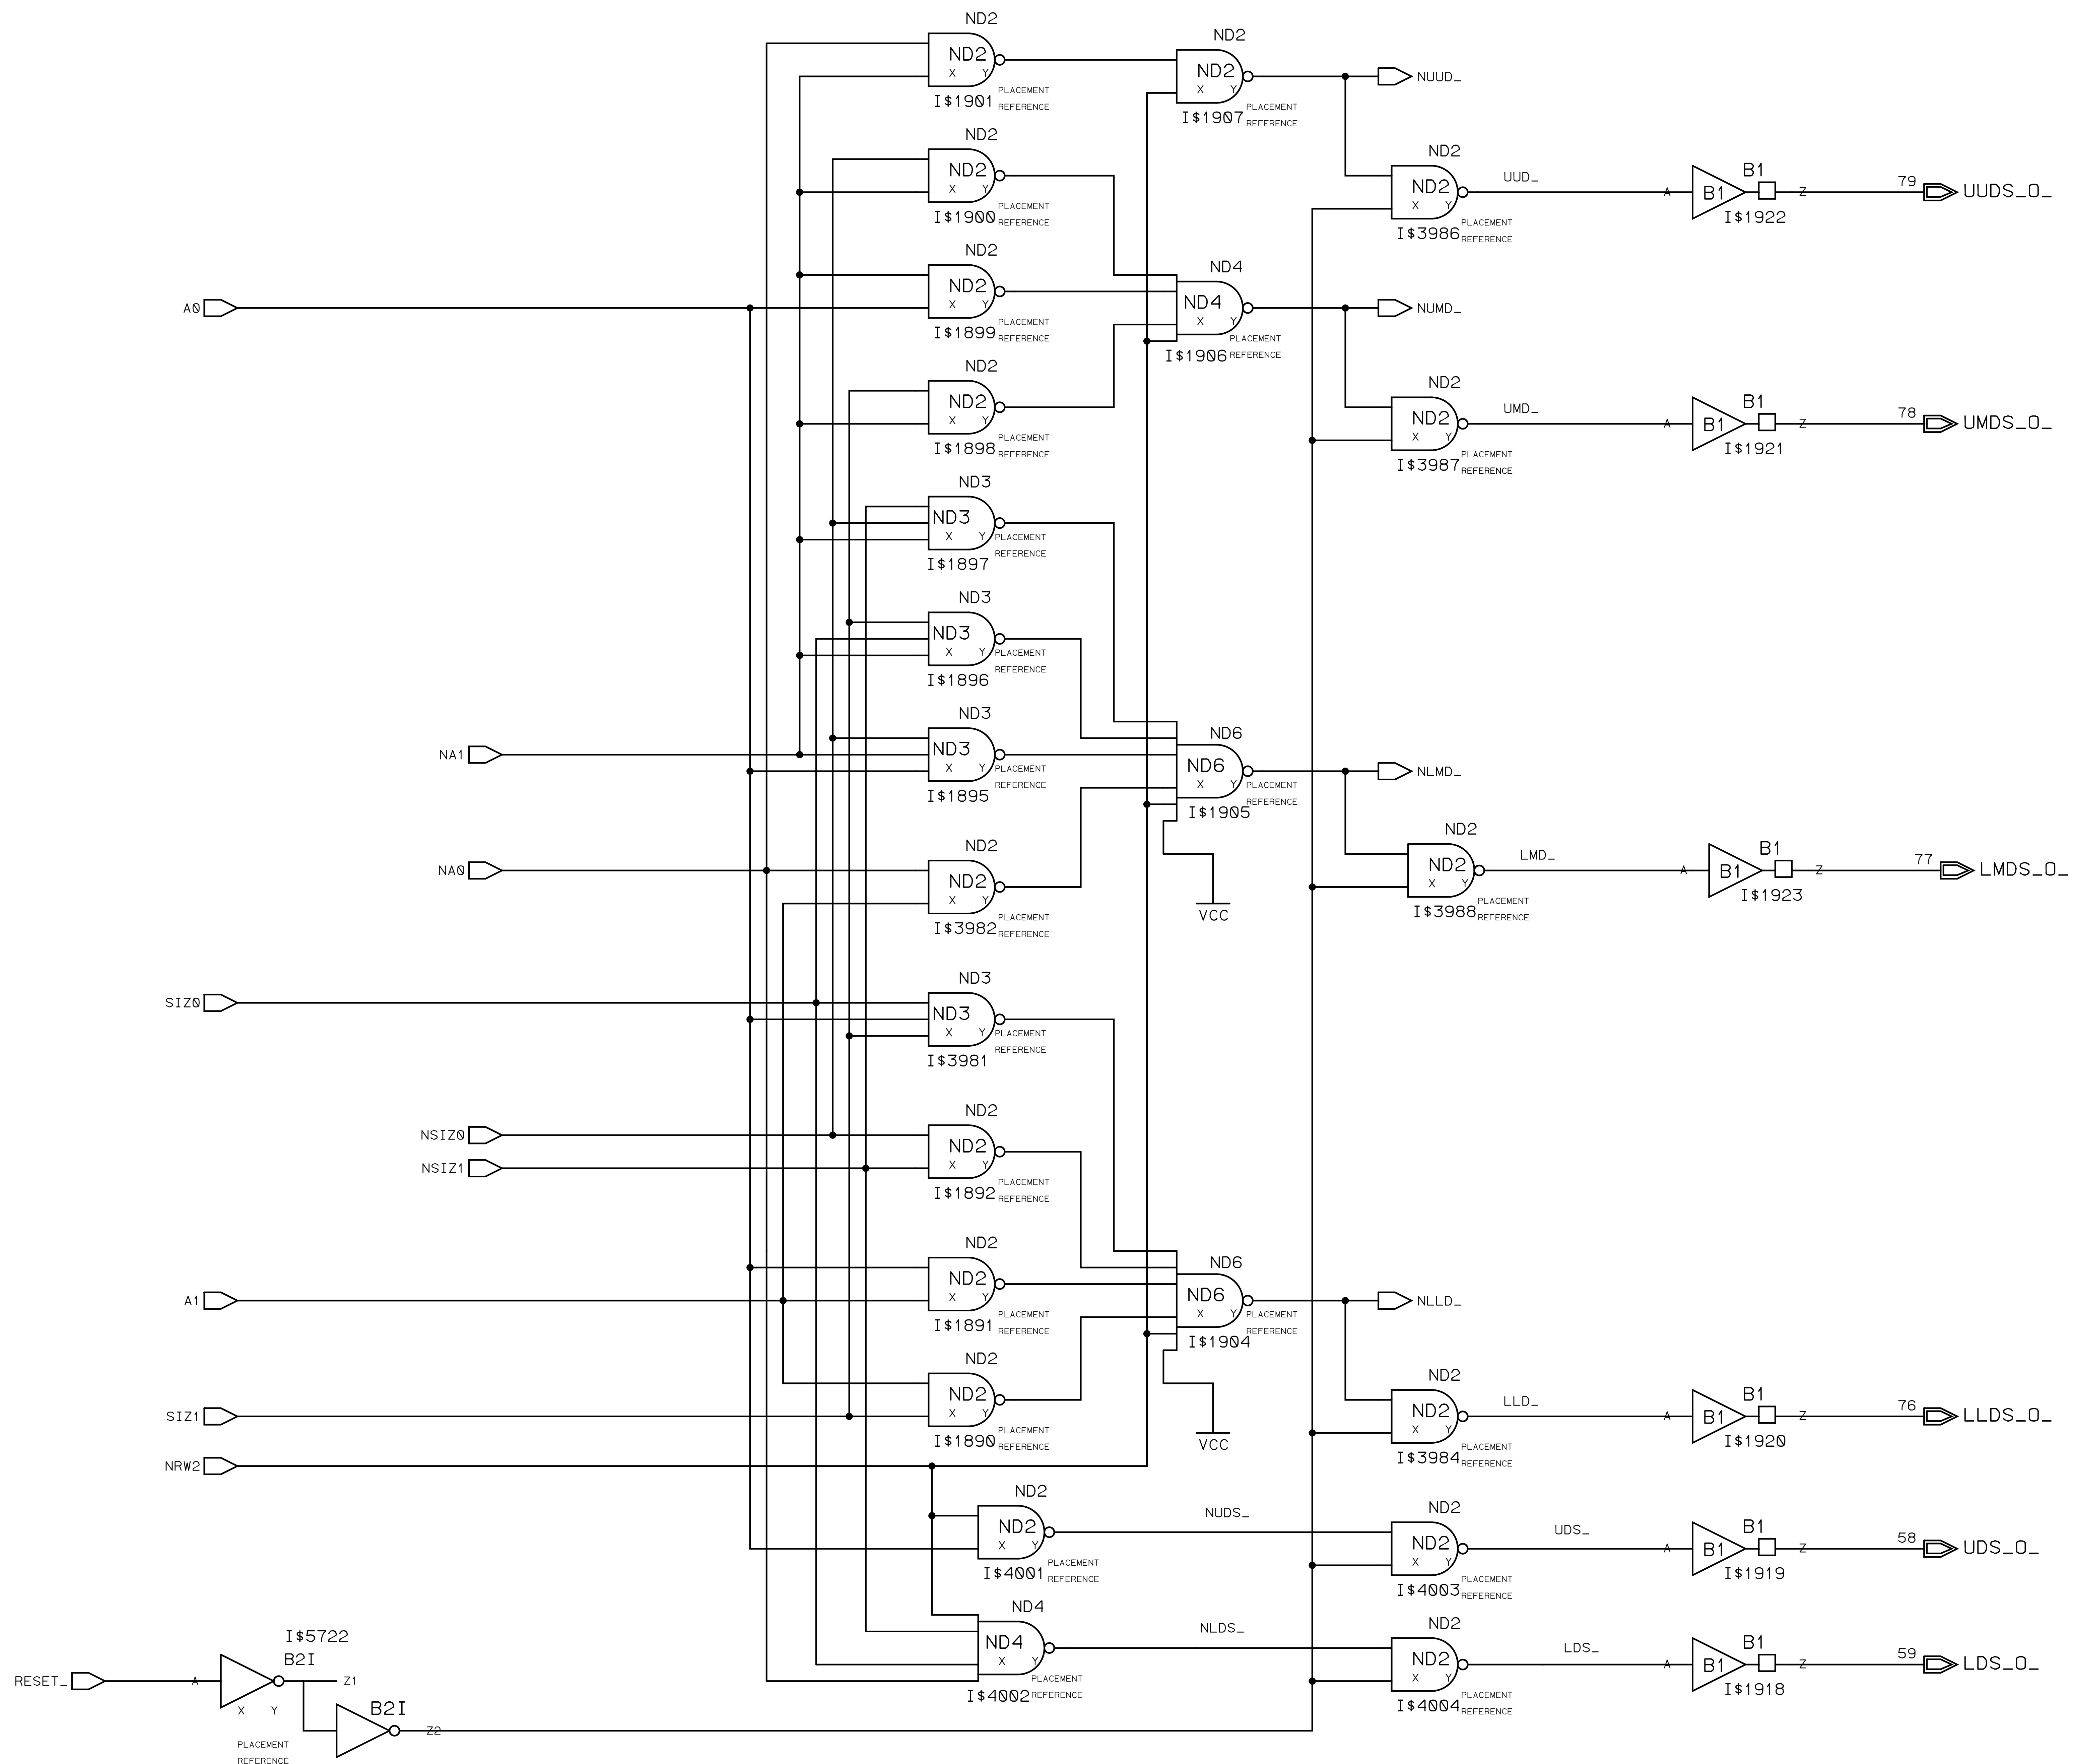 ND2
ND2
X Y
PLACEMENT
I$1901 REFERENCE
ND2
ND2
X Y
PLACEMENT
I$1907 REFERENCE
NUUD_
ND2
ND2
X Y
PLACEMENT
I$1900 REFERENCE
ND2
ND2
X Y
PLACEMENT
I$3986 REFERENCE
UUD_
A
B1
B1
I$1922
Z
79
UUDS_O_
A0
ND2
ND2
X Y
PLACEMENT
I$1899 REFERENCE
ND4
ND4
X Y
PLACEMENT
I$1906 REFERENCE
NUMD_
ND2
ND2
X Y
PLACEMENT
I$1898 REFERENCE
ND2
ND2
X Y
PLACEMENT
I$3987 REFERENCE
UMD_
A
B1
B1
I$1921
Z
78
UMDS_O_
ND3
ND3
X Y
PLACEMENT
REFERENCE
I$1897
ND3
ND3
X Y
PLACEMENT
REFERENCE
I$1896
NA1
ND3
ND3
X Y
PLACEMENT
REFERENCE
I$1895
ND6
ND6
X Y
PLACEMENT
REFERENCE
I$1905
NLMD_
VCC
NA0
ND2
ND2
X Y
PLACEMENT
I$3982 REFERENCE
ND2
ND2
X Y
PLACEMENT
I$3988 REFERENCE
LMD_
A
B1
B1
I$1923
Z
77
LMDS_O_
SIZ0
ND3
ND3
X Y
PLACEMENT
REFERENCE
I$3981
NSIZ0
NSIZ1
ND2
ND2
X Y
PLACEMENT
I$1892 REFERENCE
A1
ND2
ND2
X Y
PLACEMENT
I$1891 REFERENCE
ND6
ND6
X Y
PLACEMENT
REFERENCE
I$1904
NLLD_
VCC
SIZ1
ND2
ND2
X Y
PLACEMENT
I$1890 REFERENCE
ND2
ND2
X Y
PLACEMENT
I$3984 REFERENCE
LLD_
A
B1
B1
I$1920
Z
76
LLDS_O_
NRW2
ND2
ND2
X Y
PLACEMENT
I$4001 REFERENCE
NUDS_
ND2
ND2
X Y
PLACEMENT
I$4003 REFERENCE
UDS_
A
B1
B1
I$1919
Z
58
UDS_O_
ND4
ND4
X Y
PLACEMENT
I$4002 REFERENCE
NLDS_
ND2
ND2
X Y
PLACEMENT
I$4004 REFERENCE
LDS_
A
B1
B1
I$1918
Z
59
LDS_O_
I$5722
B2I
RESET_
A
Z1
X Y
B2I
Z2
PLACEMENT
REFERENCE